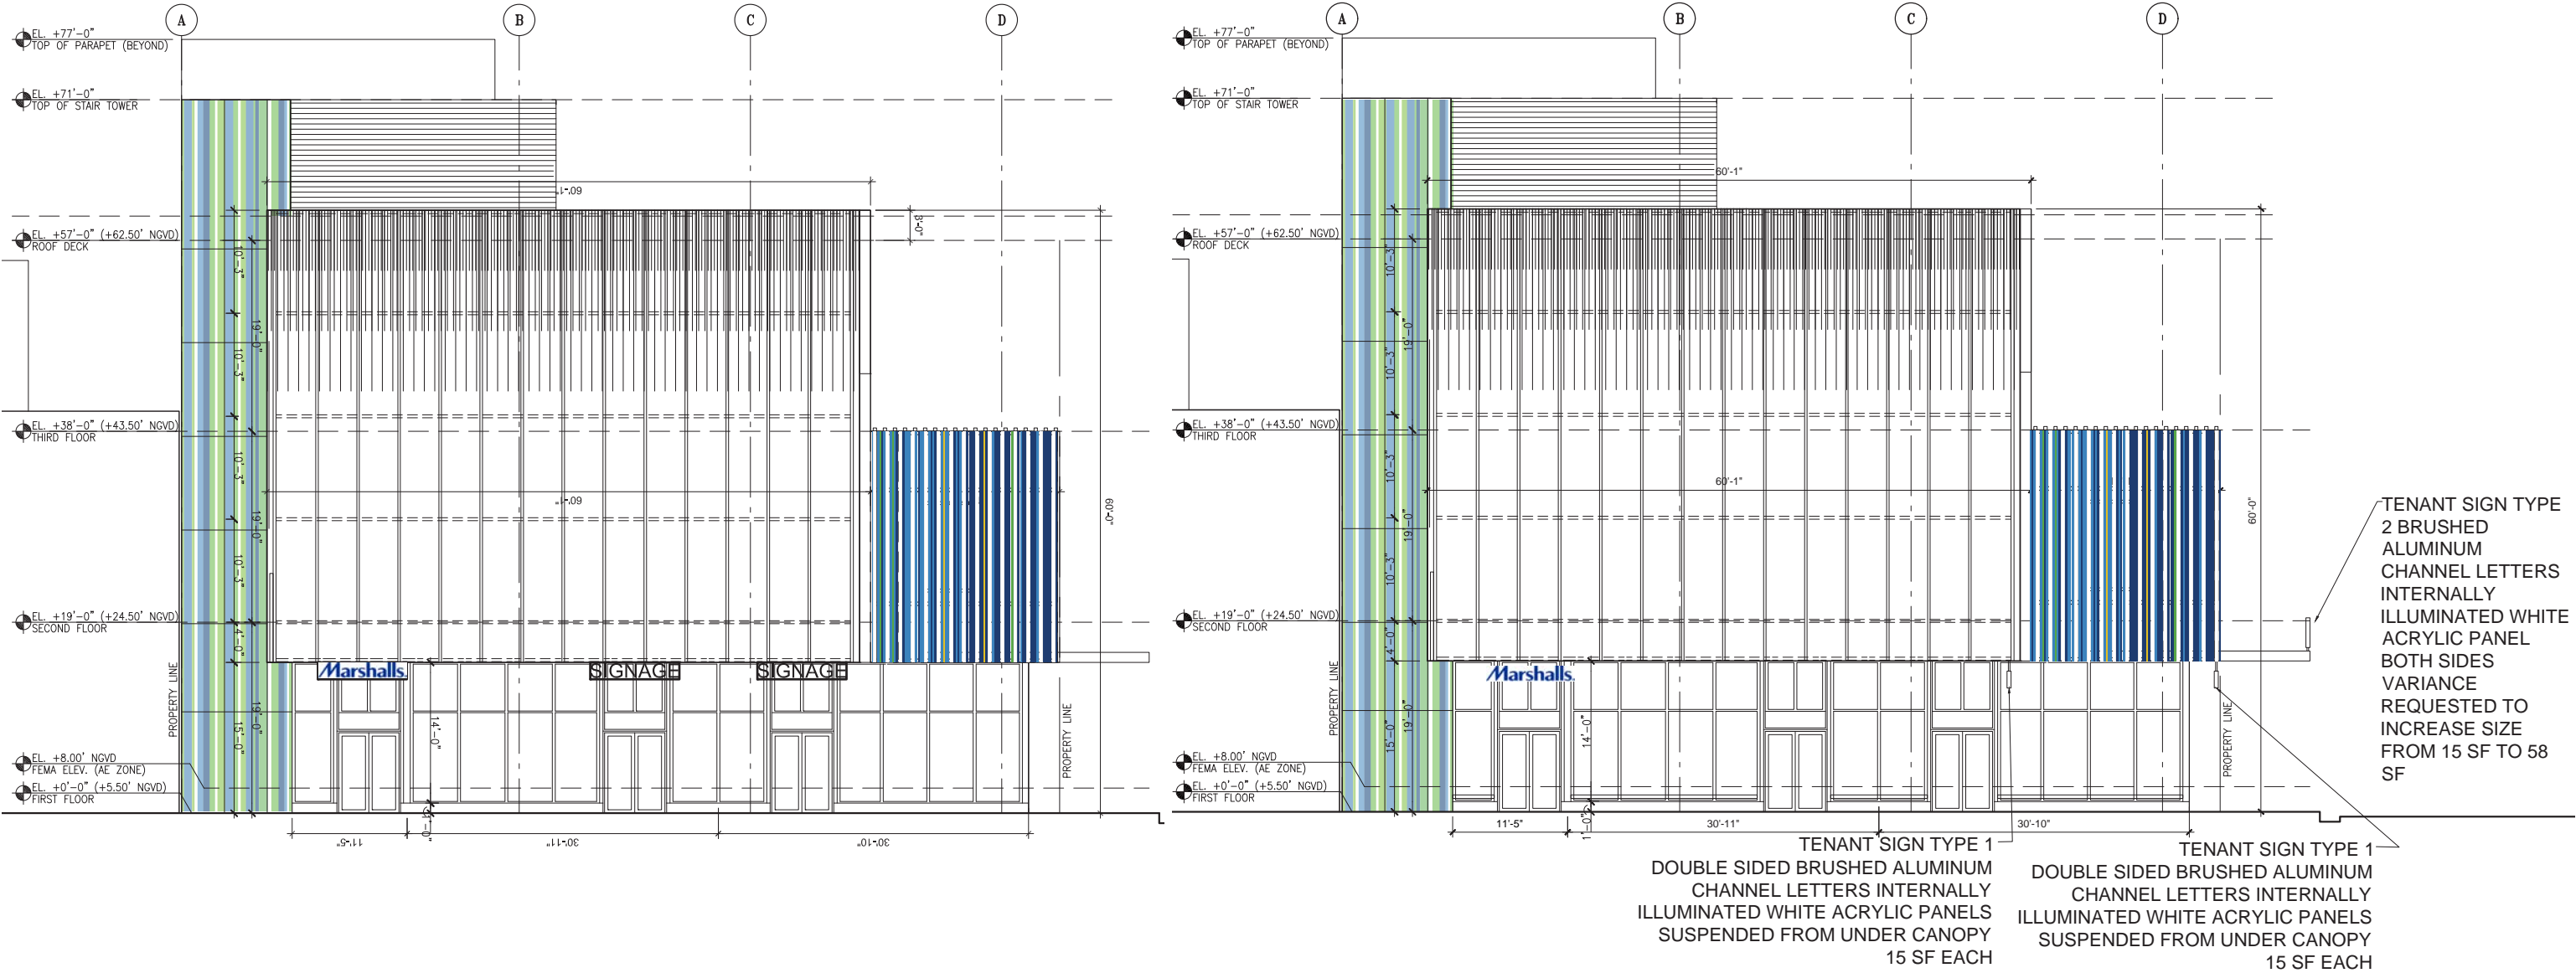 A B C D
EL. +77'-0"
TOP OF PARAPET (BEYOND)
EL. +71'-0"
TOP OF STAIR TOWER
60'-1"
3'-0"
EL. +57'-0" (+62.50' NGVD)
ROOF DECK
10'-3"
19'-0"
10'-3"
EL. +38'-0" (+43.50' NGVD)
THIRD FLOOR
10'-3"
60'-1"
60'-0"
19'-0"
10'-3"
EL. +19'-0" (+24.50' NGVD)
SECOND FLOOR
4'-0"
Marshalls SIGNAGE SIGNAGE
PROPERTY LINE
19'-0"
15'-0"
14'-0"
PROPERTY LINE
EL. +8.00' NGVD
FEMA ELEV. (AE ZONE)
EL. +0'-0" (+5.50' NGVD)
FIRST FLOOR
1'-0"
11'-5" 30'-11" 30'-10"
A B C D
EL. +77'-0"
TOP OF PARAPET (BEYOND)
EL. +71'-0"
TOP OF STAIR TOWER
60'-1"
EL. +57'-0" (+62.50' NGVD)
ROOF DECK
10'-3"
19'-0"
10'-3"
EL. +38'-0" (+43.50' NGVD)
THIRD FLOOR
10'-3"
60'-1"
60'-0"
19'-0"
10'-3"
EL. +19'-0" (+24.50' NGVD)
SECOND FLOOR
4'-0"
Marshalls
PROPERTY LINE
19'-0"
15'-0"
14'-0"
PROPERTY LINE
EL. +8.00' NGVD
FEMA ELEV. (AE ZONE)
EL. +0'-0" (+5.50' NGVD)
FIRST FLOOR
1'-0"
11'-5" 30'-11" 30'-10"
TENANT SIGN TYPE
2 BRUSHED
ALUMINUM
CHANNEL LETTERS
INTERNALLY
ILLUMINATED WHITE
ACRYLIC PANEL
BOTH SIDES
VARIANCE
REQUESTED TO
INCREASE SIZE
FROM 15 SF TO 58
SF
TENANT SIGN TYPE 1
DOUBLE SIDED BRUSHED ALUMINUM
CHANNEL LETTERS INTERNALLY
ILLUMINATED WHITE ACRYLIC PANELS
SUSPENDED FROM UNDER CANOPY
15 SF EACH
TENANT SIGN TYPE 1
DOUBLE SIDED BRUSHED ALUMINUM
CHANNEL LETTERS INTERNALLY
ILLUMINATED WHITE ACRYLIC PANELS
SUSPENDED FROM UNDER CANOPY
15 SF EACH